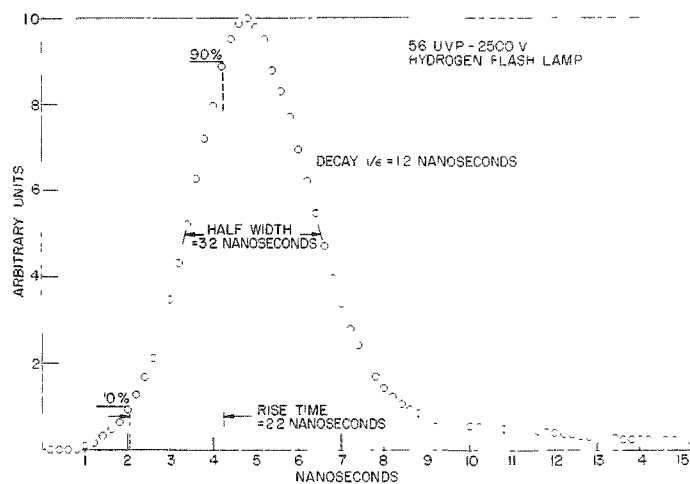 10
8
6
4
2
ARBITRARY UNITS
56 UVP - 2500 V
HYDROGEN FLASH LAMP
90%
DECAY 1/e = 1.2 NANOSECONDS
HALF WIDTH
= 3.2 NANOSECONDS
10%
RISE TIME
= 2.2 NANOSECONDS
1 2 3 4 5 6 7 8 9 10 11 12 13 14 15
NANOSECONDS